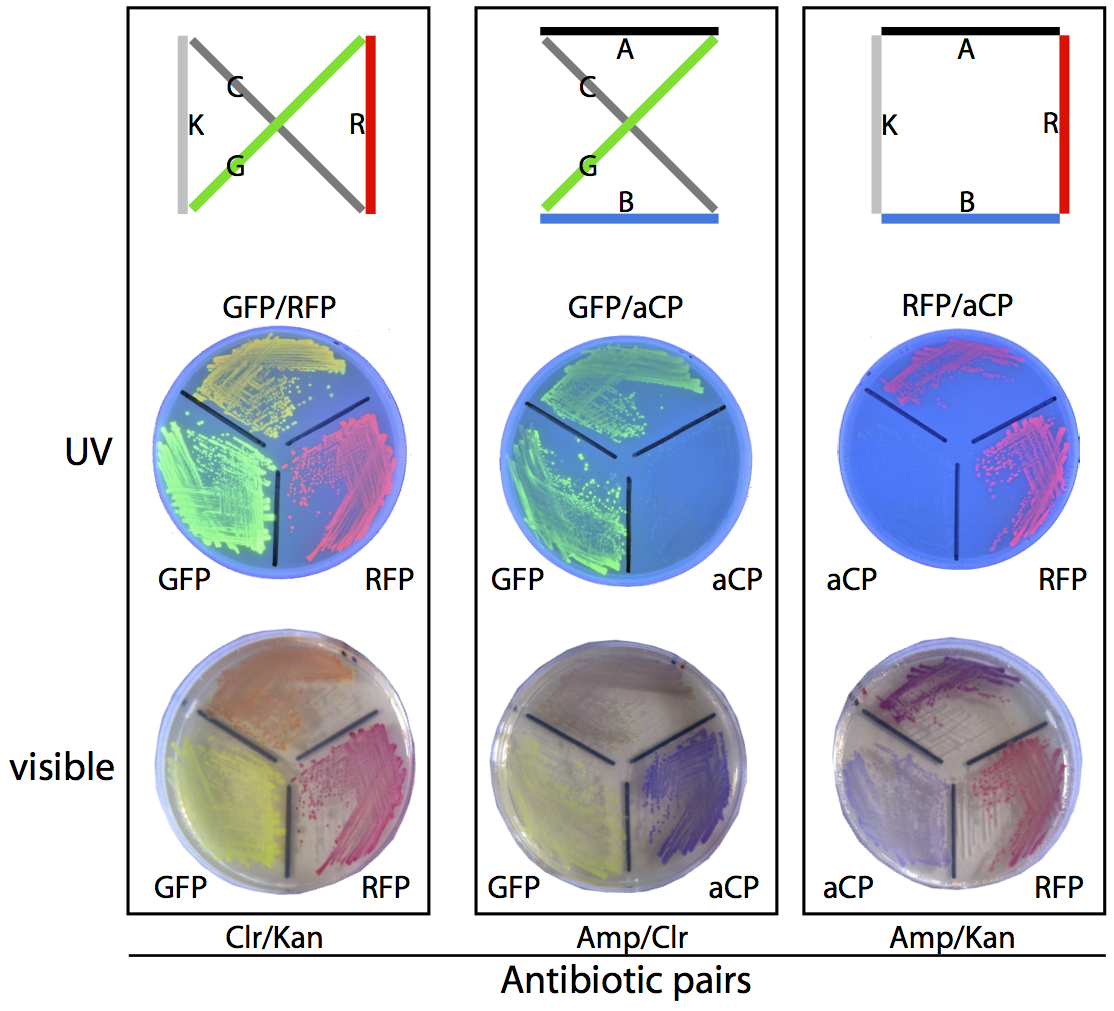 A
A
C
C
K
R
K
R
G
G
B
B
GFP/RFP
GFP/aCP
RFP/aCP
UV
GFP
RFP
GFP
aCP
aCP
RFP
visible
GFP
RFP
GFP
aCP
aCP
RFP
Clr/Kan
Amp/Clr
Amp/Kan
Antibiotic pairs